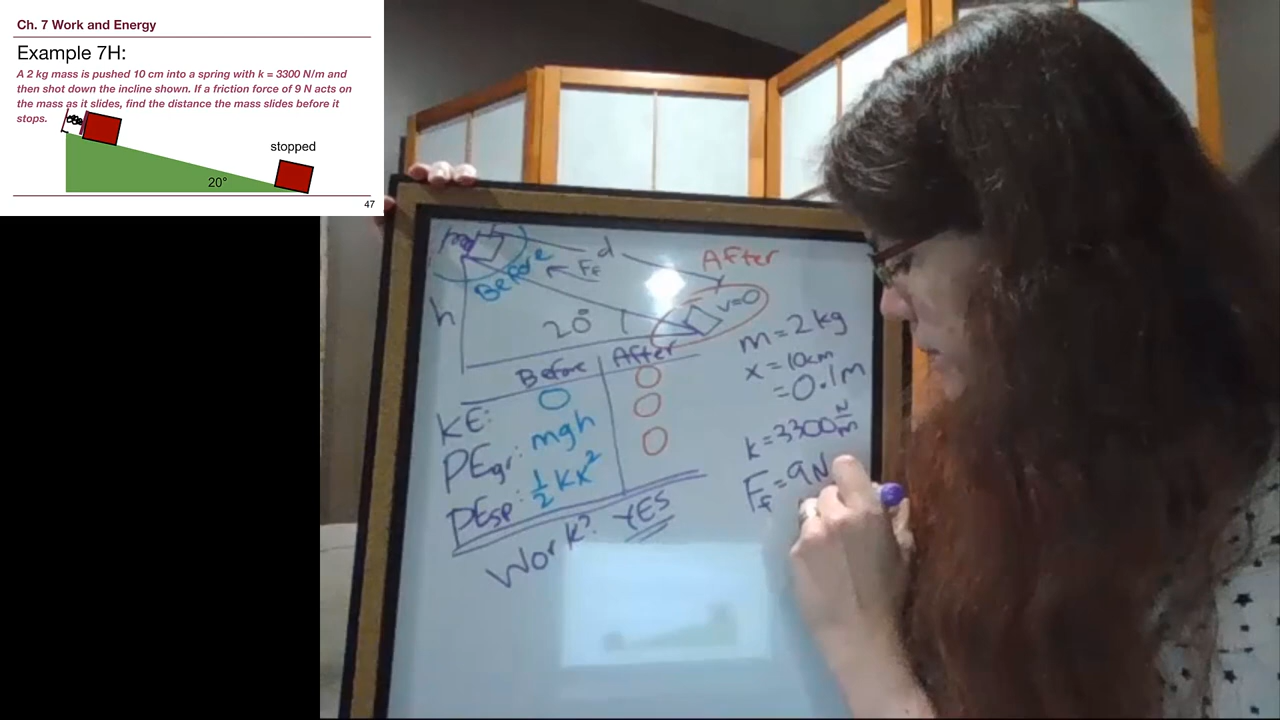 Ch. 7 Work and Energy
Example 7H:
A 2 kg mass is pushed 10 cm into a spring with k = 3300 N/m and
then shot down the incline shown. If a friction force of 9 N acts on
the mass as it slides, find the distance the mass slides before it
stops.
stopped
20°
47
d
After
Before
Ff
h
20°
v=0
m=2kg
x=10cm
=0.1m
k=3300 N/m
Ff=9N
Before After
KE: 0 0
PEgr: mgh 0
PEsp: 1/2 kx² 0
Work? YES